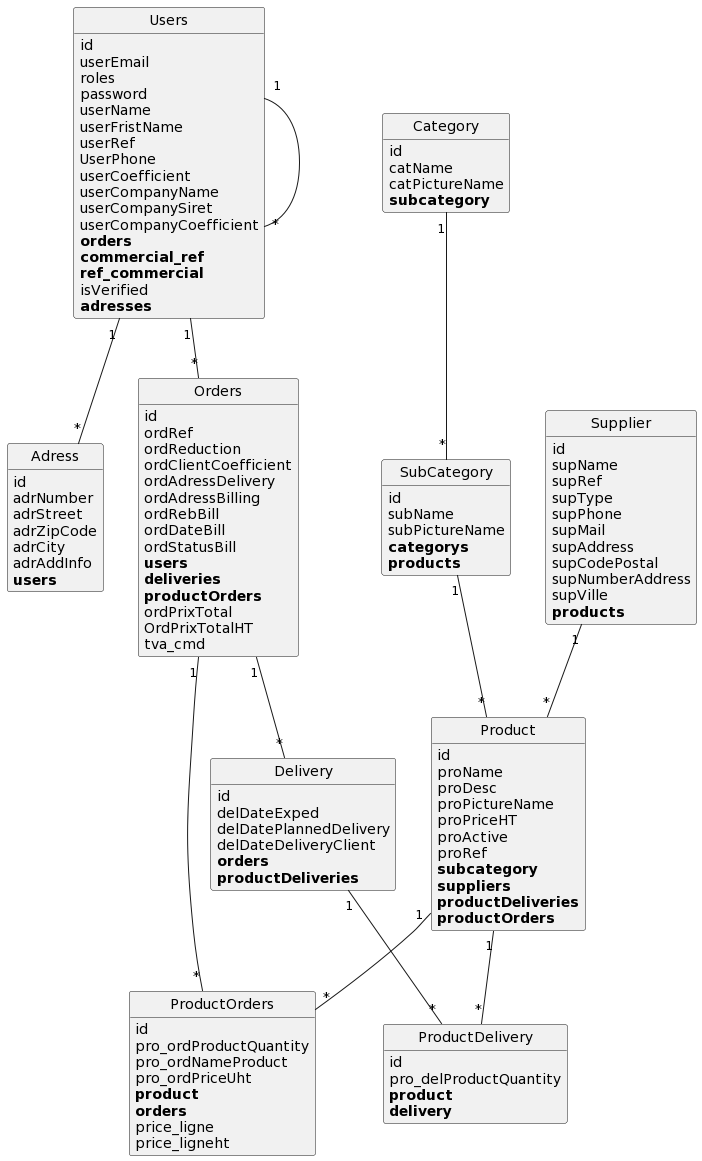 Users
id
userEmail
roles
password
userName
userFristName
userRef
UserPhone
userCoefficient
userCompanyName
userCompanySiret
userCompanyCoefficient
orders
commercial_ref
ref_commercial
isVerified
adresses
1
*
Category
id
catName
catPictureName
subcategory
1
*
1
*
1
*
Adress
id
adrNumber
adrStreet
adrZipCode
adrCity
adrAddInfo
users
Orders
id
ordRef
ordReduction
ordClientCoefficient
ordAdressDelivery
ordAdressBilling
ordRebBill
ordDateBill
ordStatusBill
users
deliveries
productOrders
ordPrixTotal
OrdPrixTotalHT
tva_cmd
SubCategory
id
subName
subPictureName
categorys
products
Supplier
id
supName
supRef
supType
supPhone
supMail
supAddress
supCodePostal
supNumberAddress
supVille
products
1
*
1
*
1
*
1
*
Delivery
id
delDateExped
delDatePlannedDelivery
delDateDeliveryClient
orders
productDeliveries
Product
id
proName
proDesc
proPictureName
proPriceHT
proActive
proRef
subcategory
suppliers
productDeliveries
productOrders
1
*
1
*
1
*
ProductOrders
id
pro_ordProductQuantity
pro_ordNameProduct
pro_ordPriceUht
product
orders
price_ligne
price_ligneht
ProductDelivery
id
pro_delProductQuantity
product
delivery